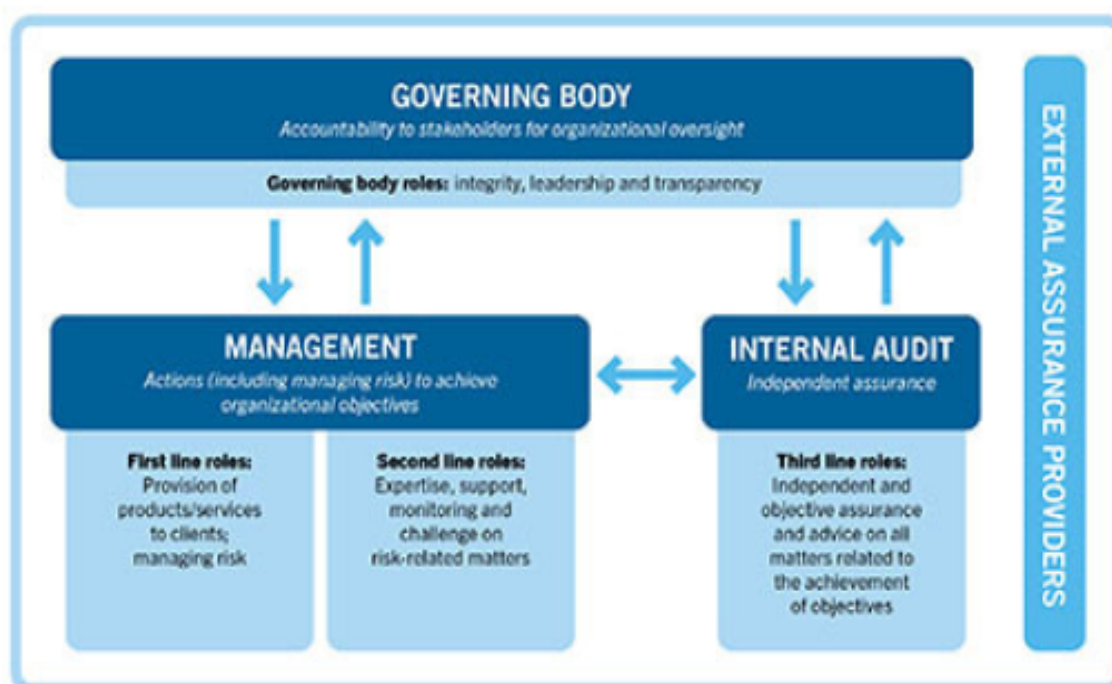 GOVERNING BODY
Accountability to stakeholders for organizational oversight
Governing body roles: integrity, leadership and transparency
MANAGEMENT
Actions (including managing risk) to achieve
organizational objectives
First line roles:
Provision of
products/services
to clients;
managing risk
Second line roles:
Expertise, support,
monitoring and
challenge on
risk-related matters
INTERNAL AUDIT
Independent assurance
Third line roles:
Independent and
objective assurance
and advice on all
matters related to
the achievement
of objectives
EXTERNAL ASSURANCE PROVIDERS